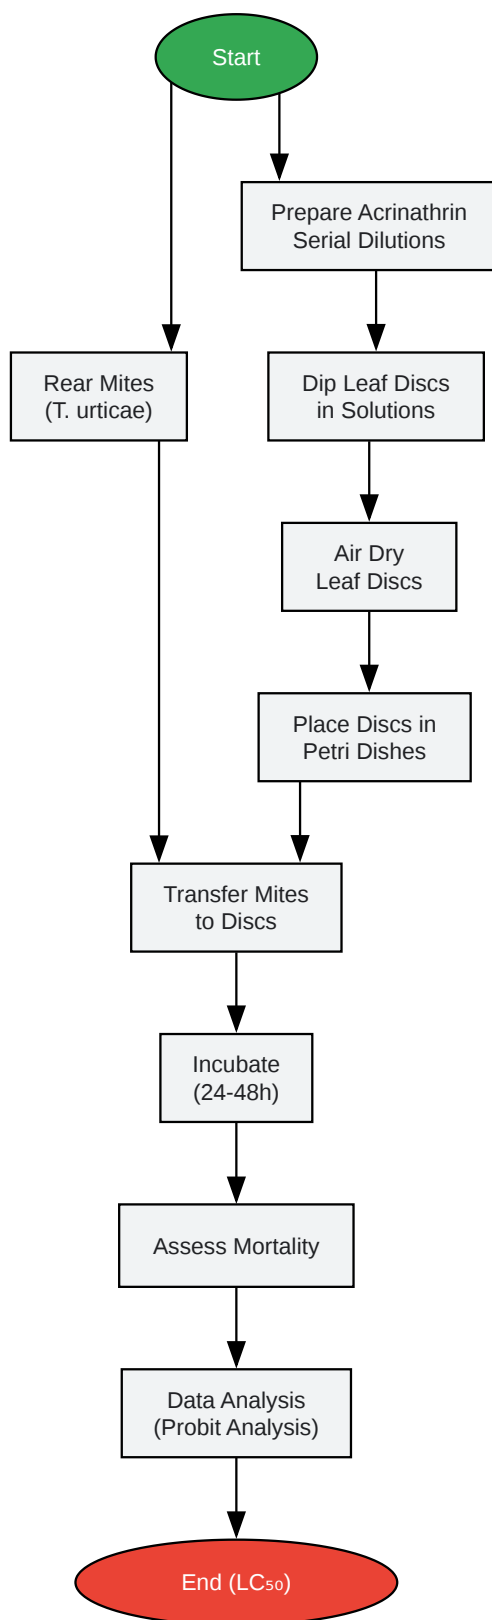 Start
Prepare Acrinathrin
Serial Dilutions
Rear Mites
(T. urticae)
Dip Leaf Discs
in Solutions
Air Dry
Leaf Discs
Place Discs in
Petri Dishes
Transfer Mites
to Discs
Incubate
(24-48h)
Assess Mortality
Data Analysis
(Probit Analysis)
End (LC₅₀)